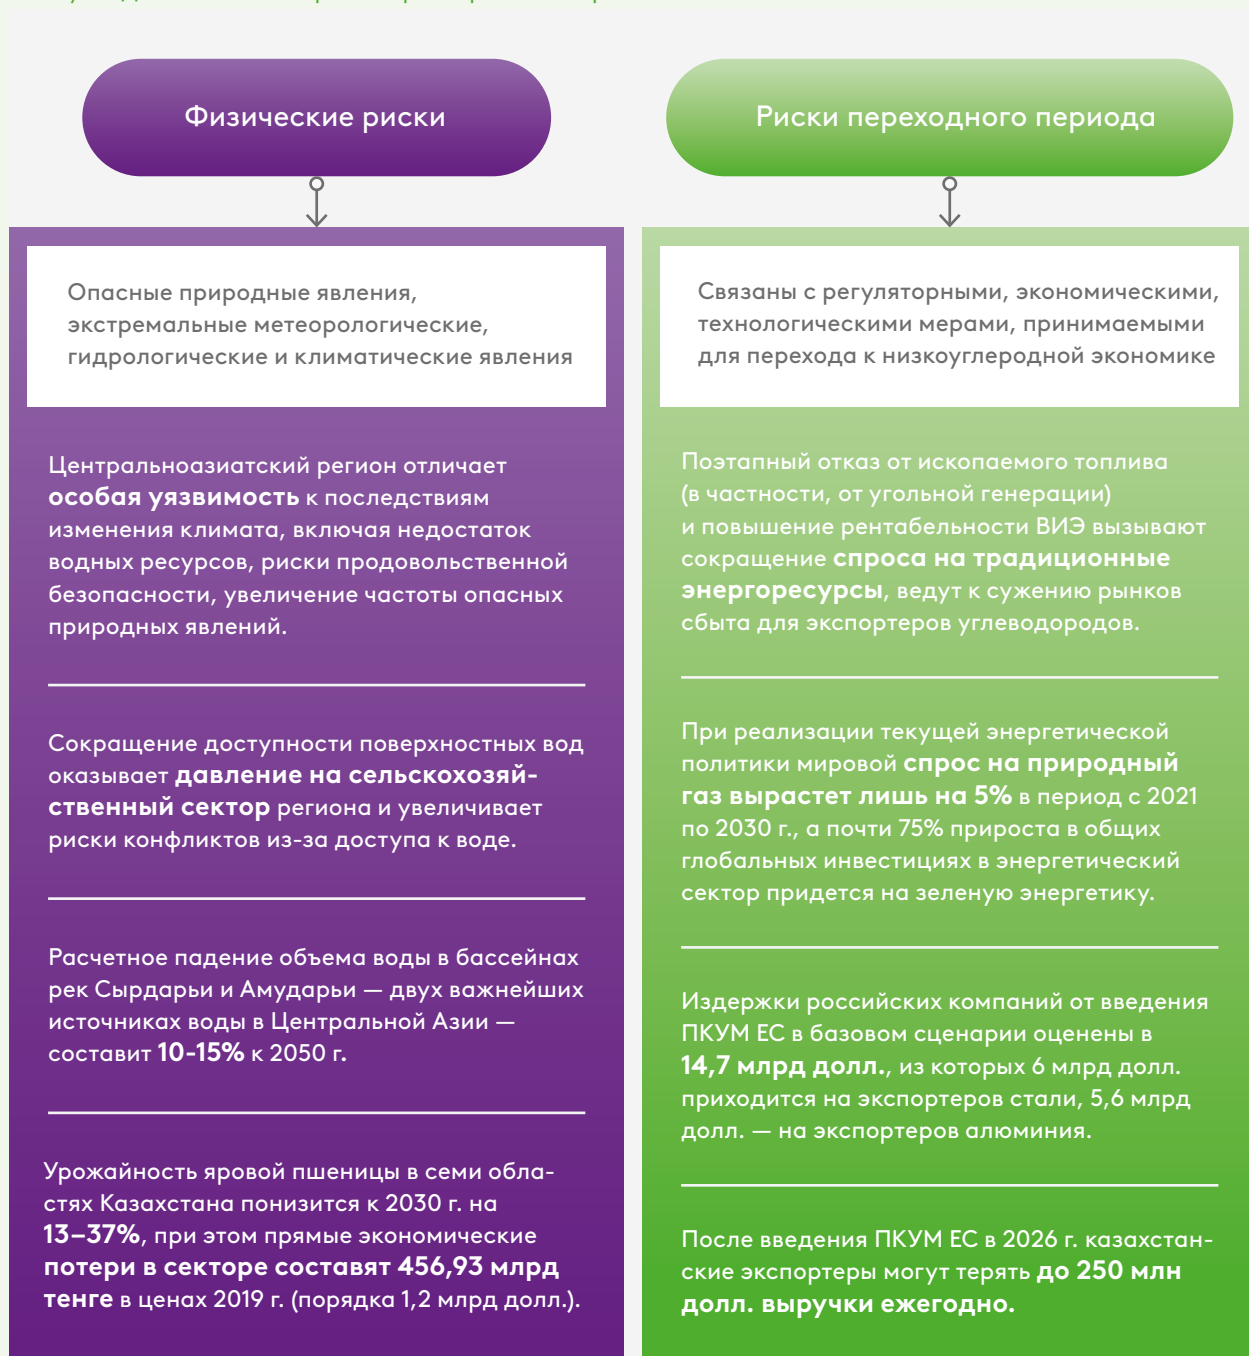 Физические риски
Опасные природные явления,
экстремальные метеорологические,
гидрологические и климатические явления
Центральноазиатский регион отличает
особая уязвимость к последствиям
изменения климата, включая недостаток
водных ресурсов, риски продовольственной
безопасности, увеличение частоты опасных
природных явлений.
Сокращение доступности поверхностных вод
оказывает давление на сельскохозяй-
ственный сектор региона и увеличивает
риски конфликтов из-за доступа к воде.
Расчетное падение объема воды в бассейнах
рек Сырдарьи и Амударьи — двух важнейших
источниках воды в Центральной Азии —
составит 10-15% к 2050 г.
Урожайность яровой пшеницы в семи обла-
стях Казахстана понизится к 2030 г. на
13–37%, при этом прямые экономические
потери в секторе составят 456,93 млрд
тенге в ценах 2019 г. (порядка 1,2 млрд долл.).
Риски переходного периода
Связаны с регуляторными, экономическими,
технологическими мерами, принимаемыми
для перехода к низкоуглеродной экономике
Поэтапный отказ от ископаемого топлива
(в частности, от угольной генерации)
и повышение рентабельности ВИЭ вызывают
сокращение спроса на традиционные
энергоресурсы, ведут к сужению рынков
сбыта для экспортеров углеводородов.
При реализации текущей энергетической
политики мировой спрос на природный
газ вырастет лишь на 5% в период с 2021
по 2030 г., а почти 75% прироста в общих
глобальных инвестициях в энергетический
сектор придется на зеленую энергетику.
Издержки российских компаний от введения
ПКУМ ЕС в базовом сценарии оценены в
14,7 млрд долл., из которых 6 млрд долл.
приходится на экспортеров стали, 5,6 млрд
долл. — на экспортеров алюминия.
После введения ПКУМ ЕС в 2026 г. казахстан-
ские экспортеры могут терять до 250 млн
долл. выручки ежегодно.